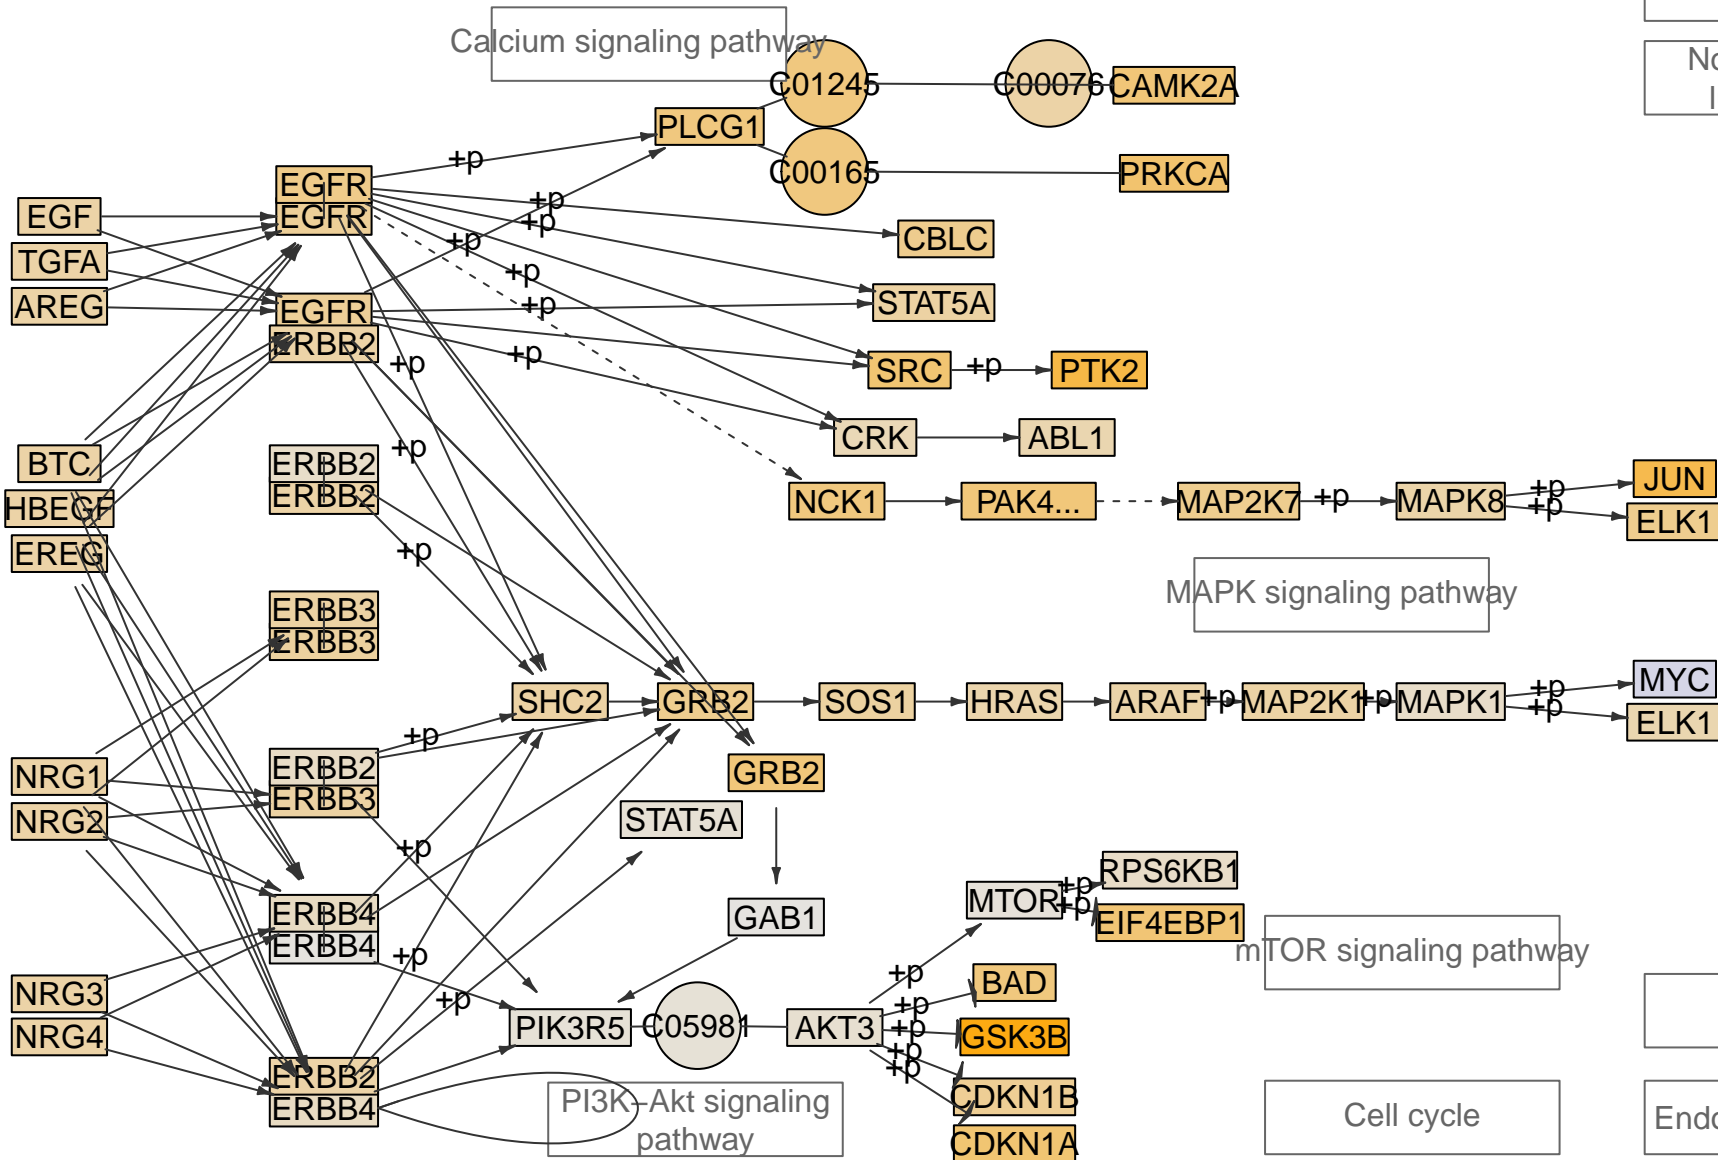 Calcium signaling pathway
C01245
C00076
CAMK2A
No
PLCG1
C00165
PRKCA
+p
EGFR
EGFR
EGF
TGFA
AREG
+p
+p
+p
CBLC
+p
+p
STAT5A
EGFR
ERBB2
+p
+p
SRC
+p
PTK2
CRK
ABL1
BTC
HBEGF
EREG
ERBB2
ERBB2
+p
NCK1
PAK4...
MAP2K7
+p
MAPK8
+p
+p
JUN
ELK1
+p
MAPK signaling pathway
ERBB3
ERBB3
SHC2
GRB2
SOS1
HRAS
ARAF
+p
MAP2K1
+p
MAPK1
+p
+p
MYC
ELK1
NRG1
NRG2
ERBB2
ERBB3
+p
GRB2
STAT5A
+p
ERBB4
ERBB4
GAB1
MTOR
+p
+p
RPS6KB1
EIF4EBP1
mTOR signaling pathway
+p
+p
NRG3
NRG4
+p
BAD
PIK3R5
C05981
AKT3
+p
+p
+p
+p
GSK3B
ERBB2
ERBB4
PI3K−Akt signaling
pathway
CDKN1B
CDKN1A
Cell cycle
Endo